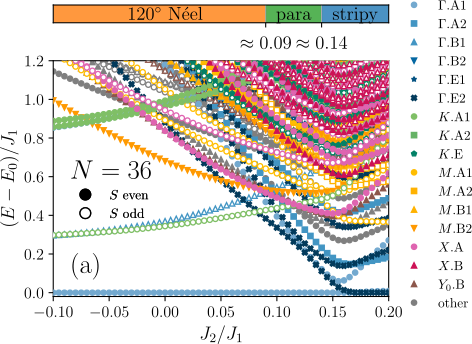 120° Néel para stripy
≈ 0.09 ≈ 0.14
1.2
1.0
0.8
0.6
0.4
0.2
0.0
(E − E₀)/J₁
N = 36
S even
S odd
(a)
−0.10 −0.05 0.00 0.05 0.10 0.15 0.20
J₂/J₁
Γ.A1
Γ.A2
Γ.B1
Γ.B2
Γ.E1
Γ.E2
K.A1
K.A2
K.E
M.A1
M.A2
M.B1
M.B2
X.A
X.B
Y₀.B
other